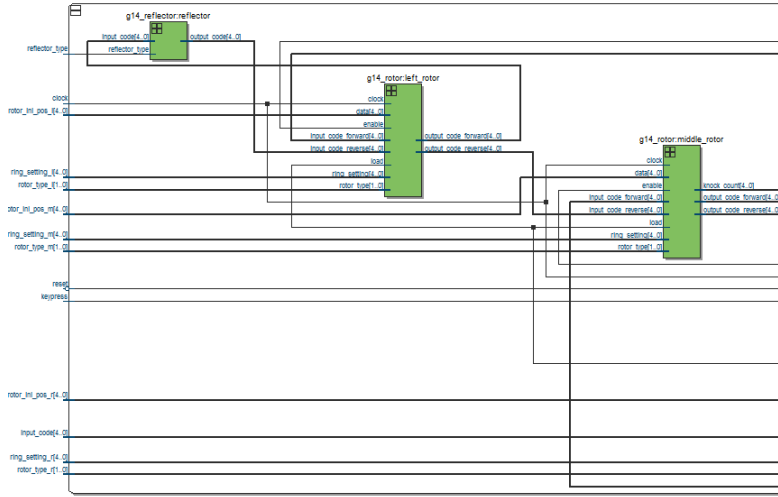 g14_reflector:reflector
input_code[4..0] output_code[4..0]
reflector_type reflector_type
g14_rotor:left_rotor
clock clock
rotor_ini_pos_l[4..0] data[4..0]
enable
input_code_forward[4..0] output_code_forward[4..0]
input_code_reverse[4..0] output_code_reverse[4..0]
load
ring_setting_l[4..0] ring_setting[4..0]
rotor_type_l[1..0] rotor_type[1..0]
g14_rotor:middle_rotor
clock
data[4..0]
enable knock_count[4..0]
input_code_forward[4..0] output_code_forward[4..0]
otor_ini_pos_m[4..0] input_code_reverse[4..0] output_code_reverse[4..0]
load
ring_setting_m[4..0] ring_setting[4..0]
rotor_type_m[1..0] rotor_type[1..0]
reset
keypress
rotor_ini_pos_r[4..0]
input_code[4..0]
ring_setting_r[4..0]
rotor_type_r[1..0]